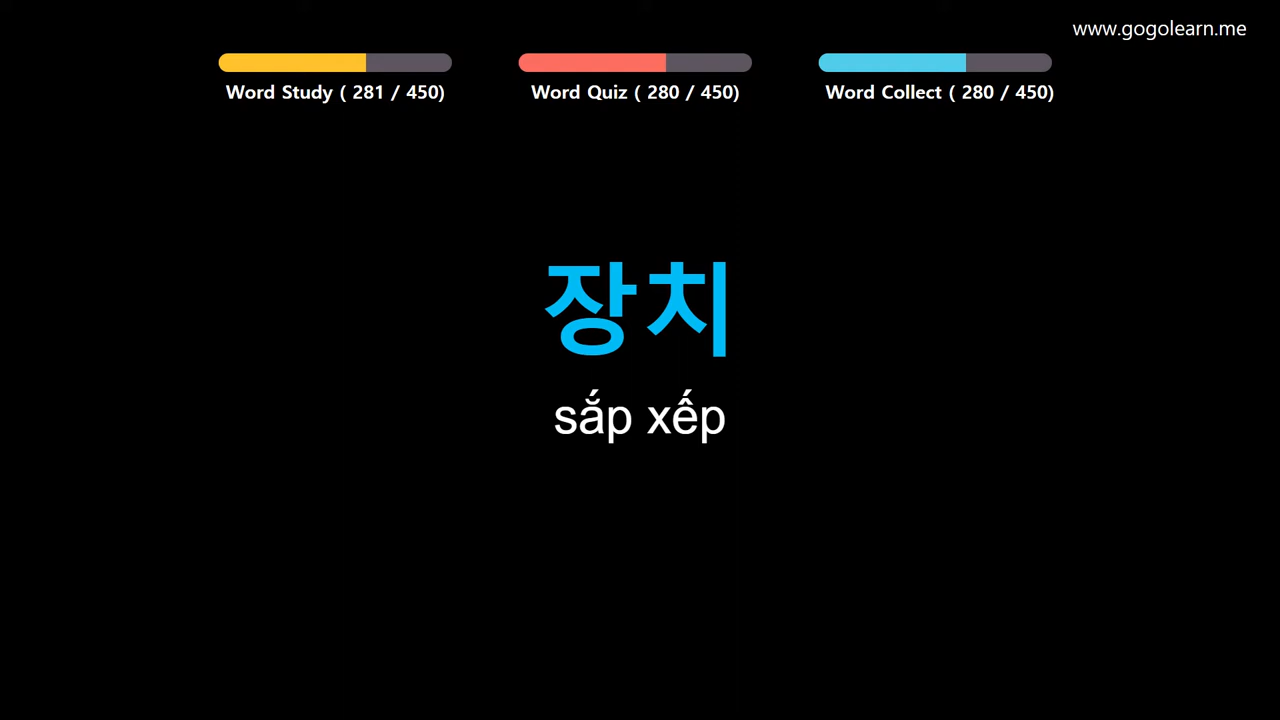 www.gogolearn.me
Word Study ( 281 / 450)
Word Quiz ( 280 / 450)
Word Collect ( 280 / 450)
장치
sắp xếp